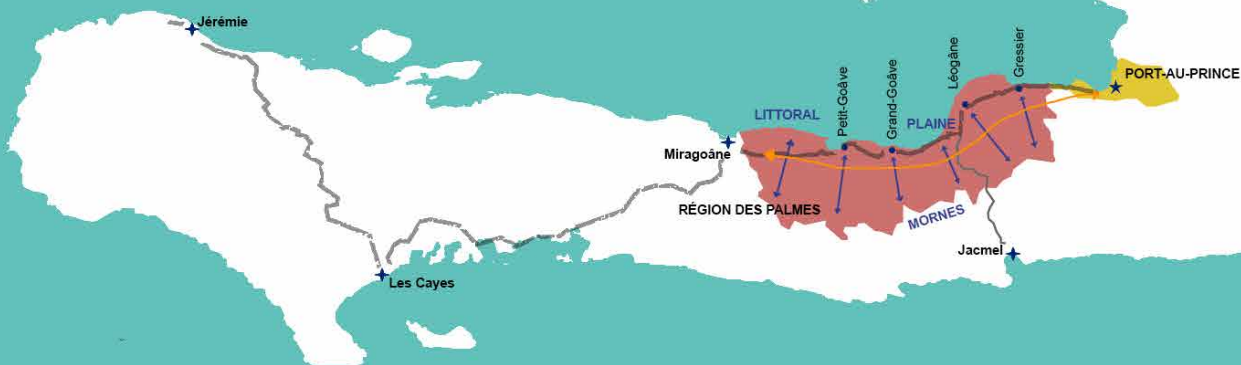 Jérémie
Les Cayes
Miragoâne
LITTORAL
Petit-Goâve
Grand-Goâve
PLAINE
Léogâne
Gressier
PORT-AU-PRINCE
RÉGION DES PALMES
MORNES
Jacmel